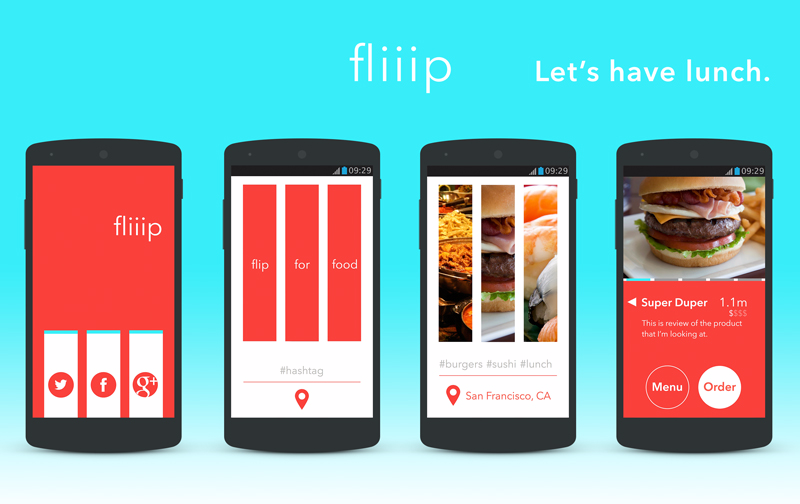 fliiip
Let's have lunch.
fliiip
g+
09:29
flip
for
food
#hashtag
09:29
#burgers #sushi #lunch
San Francisco, CA
09:29
Super Duper
1.1m
$$$$
This is review of the product
that I'm looking at.
Menu
Order